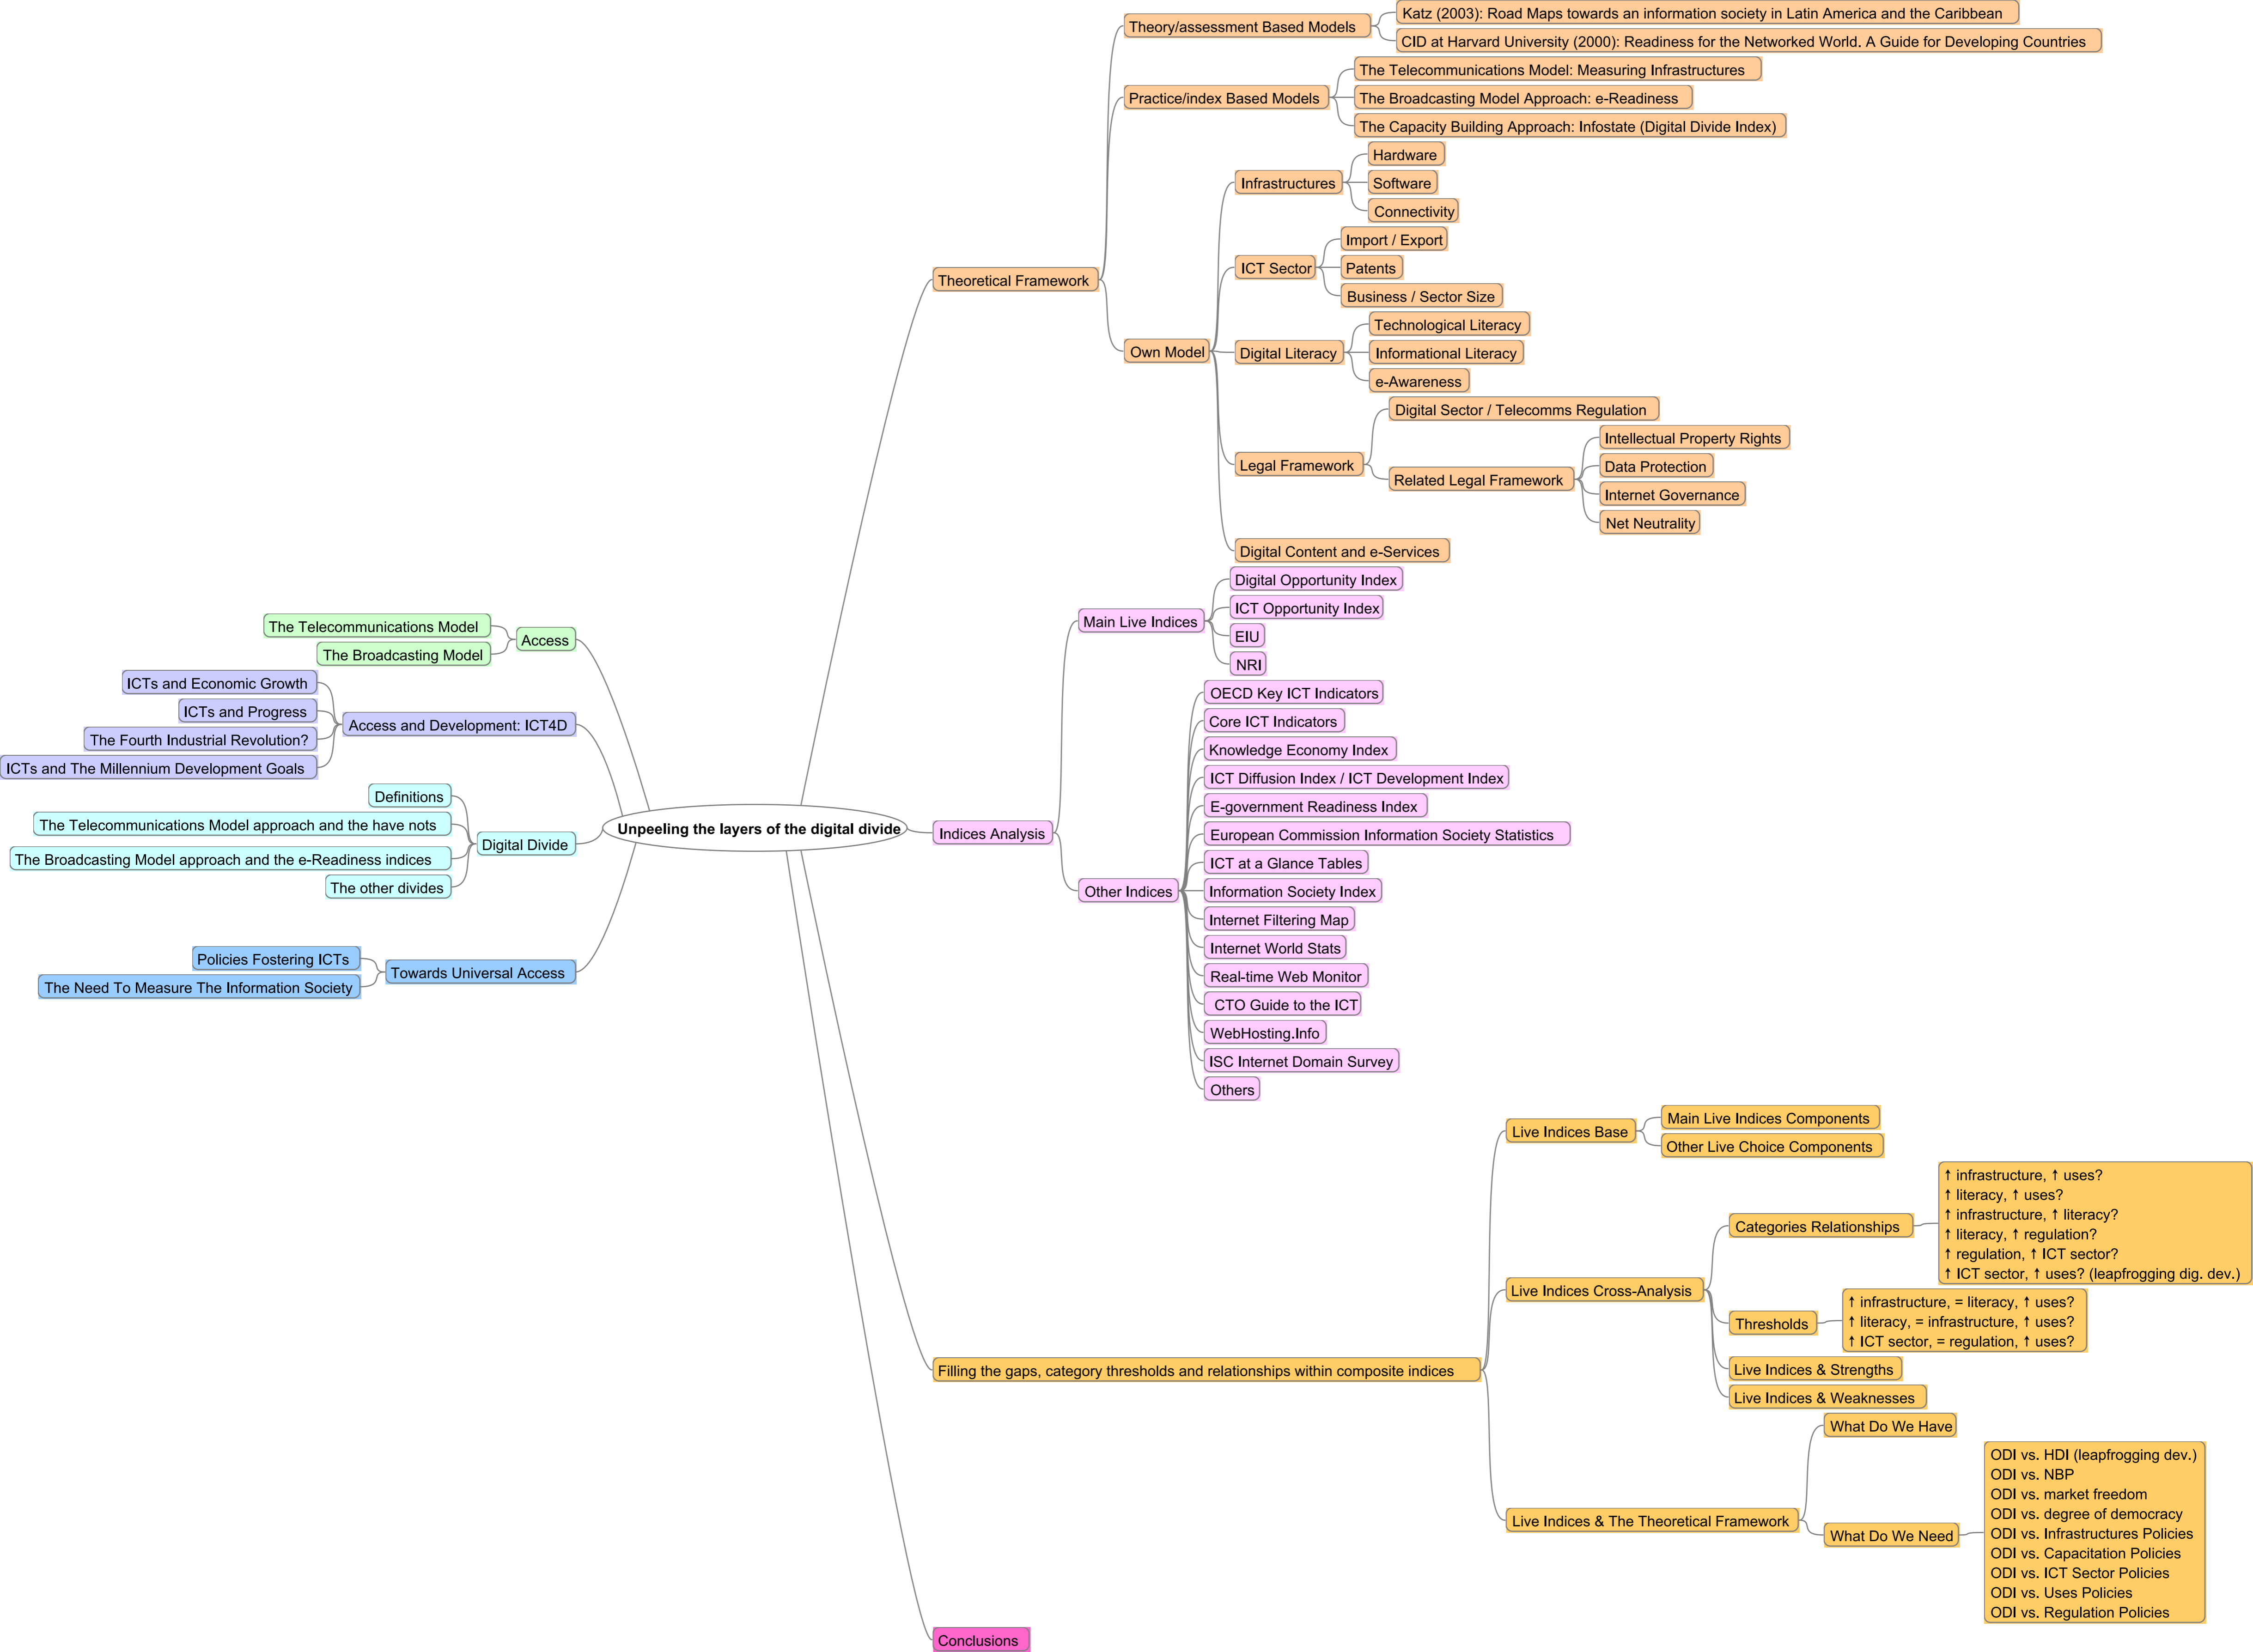 Unpeeling the layers of the digital divide
Access
The Telecommunications Model
The Broadcasting Model
Access and Development: ICT4D
ICTs and Economic Growth
ICTs and Progress
The Fourth Industrial Revolution?
ICTs and The Millennium Development Goals
Digital Divide
Definitions
The Telecommunications Model approach and the have nots
The Broadcasting Model approach and the e-Readiness indices
The other divides
Towards Universal Access
Policies Fostering ICTs
The Need To Measure The Information Society
Theoretical Framework
Theory/assessment Based Models
Katz (2003): Road Maps towards an information society in Latin America and the Caribbean
CID at Harvard University (2000): Readiness for the Networked World. A Guide for Developing Countries
Practice/index Based Models
The Telecommunications Model: Measuring Infrastructures
The Broadcasting Model Approach: e-Readiness
The Capacity Building Approach: Infostate (Digital Divide Index)
Own Model
Infrastructures
Hardware
Software
Connectivity
ICT Sector
Import / Export
Patents
Business / Sector Size
Digital Literacy
Technological Literacy
Informational Literacy
e-Awareness
Legal Framework
Digital Sector / Telecomms Regulation
Related Legal Framework
Intellectual Property Rights
Data Protection
Internet Governance
Net Neutrality
Digital Content and e-Services
Indices Analysis
Main Live Indices
Digital Opportunity Index
ICT Opportunity Index
EIU
NRI
Other Indices
OECD Key ICT Indicators
Core ICT Indicators
Knowledge Economy Index
ICT Diffusion Index / ICT Development Index
E-government Readiness Index
European Commission Information Society Statistics
ICT at a Glance Tables
Information Society Index
Internet Filtering Map
Internet World Stats
Real-time Web Monitor
CTO Guide to the ICT
WebHosting.Info
ISC Internet Domain Survey
Others
Filling the gaps, category thresholds and relationships within composite indices
Live Indices Base
Main Live Indices Components
Other Live Choice Components
Live Indices Cross-Analysis
Categories Relationships
↑ infrastructure, ↑ uses?
↑ literacy, ↑ uses?
↑ infrastructure, ↑ literacy?
↑ literacy, ↑ regulation?
↑ regulation, ↑ ICT sector?
↑ ICT sector, ↑ uses? (leapfrogging dig. dev.)
Thresholds
↑ infrastructure, = literacy, ↑ uses?
↑ literacy, = infrastructure, ↑ uses?
↑ ICT sector, = regulation, ↑ uses?
Live Indices & Strengths
Live Indices & Weaknesses
Live Indices & The Theoretical Framework
What Do We Have
What Do We Need
ODI vs. HDI (leapfrogging dev.)
ODI vs. NBP
ODI vs. market freedom
ODI vs. degree of democracy
ODI vs. Infrastructures Policies
ODI vs. Capacitation Policies
ODI vs. ICT Sector Policies
ODI vs. Uses Policies
ODI vs. Regulation Policies
Conclusions